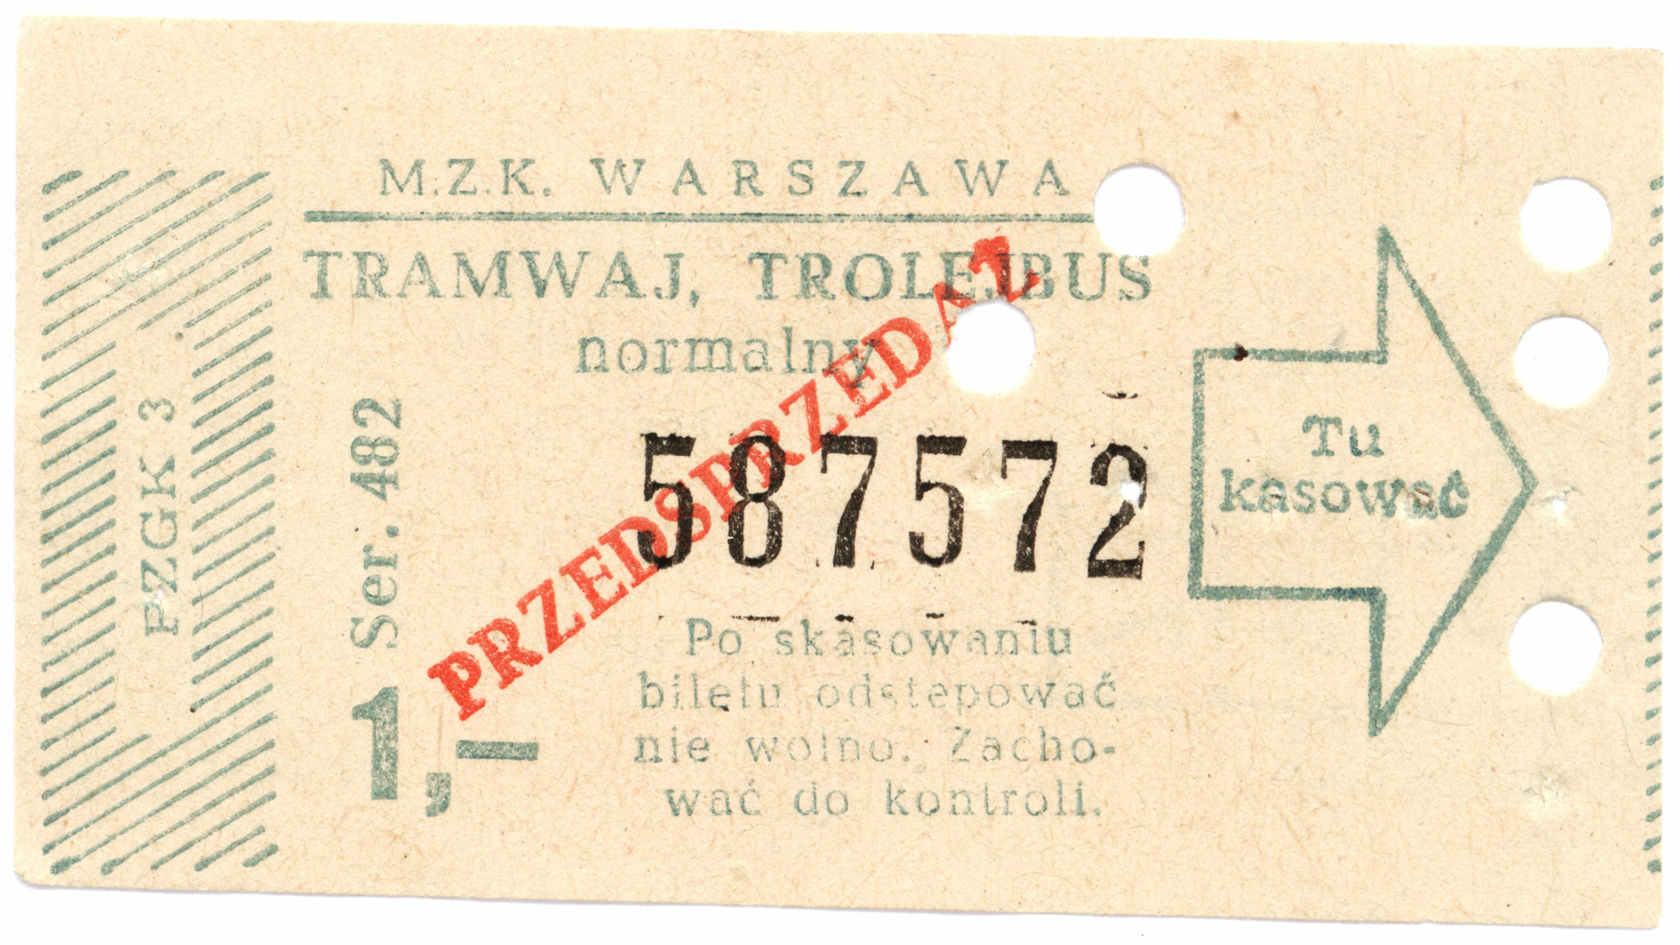 M.Z.K. WARSZAWA
TRAMWAJ, TROLEJBUS
normalny
PRZEDSPRZEDAŻ
PZGK 3
Ser. 482
587572
1,—
Po skasowaniu
biletu odstępować
nie wolno. Zacho-
wać do kontroli.
Tu
kasować